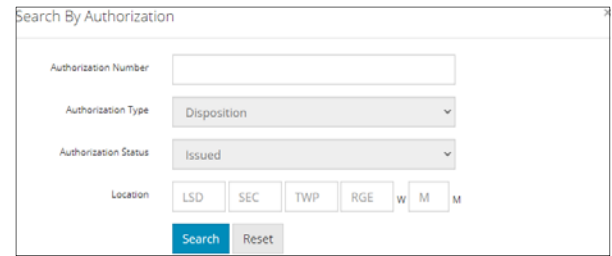 Search By Authorization
×
Authorization Number
Authorization Type Disposition
Authorization Status Issued
Location LSD SEC TWP RGE W M M
Search Reset